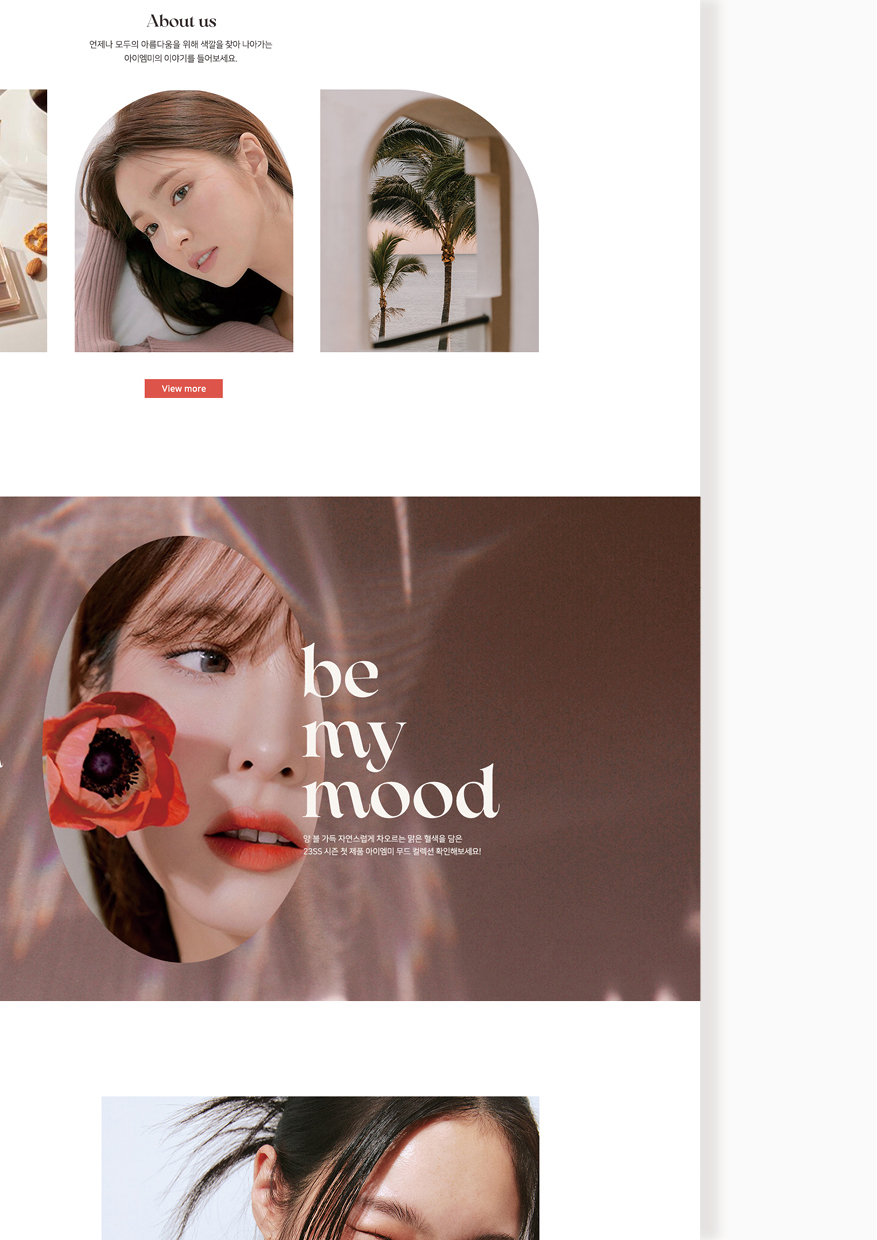 About us
언제나 모두의 아름다움을 위해 색깔을 찾아 나아가는
아이엠미의 이야기를 들어보세요.
View more
be
my
mood
양 볼 가득 자연스럽게 차오르는 맑은 혈색을 담은
23SS 시즌 첫 제품 아이엠미 무드 컬렉션 확인해보세요!